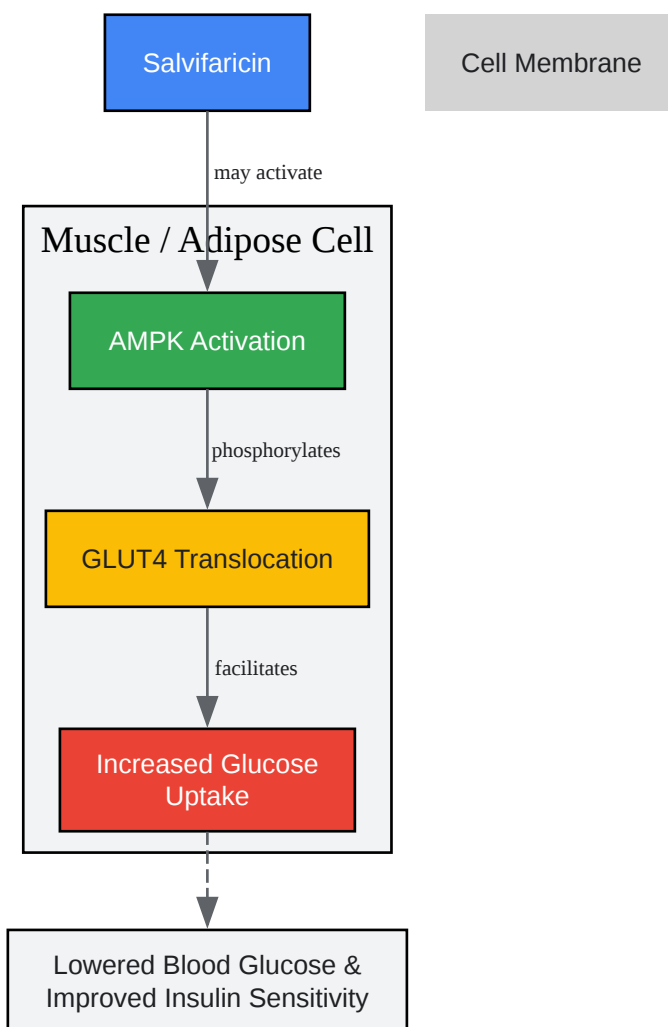 Salvifaricin
Cell Membrane
may activate
Muscle / Adipose Cell
AMPK Activation
phosphorylates
GLUT4 Translocation
facilitates
Increased Glucose
Uptake
Lowered Blood Glucose &
Improved Insulin Sensitivity